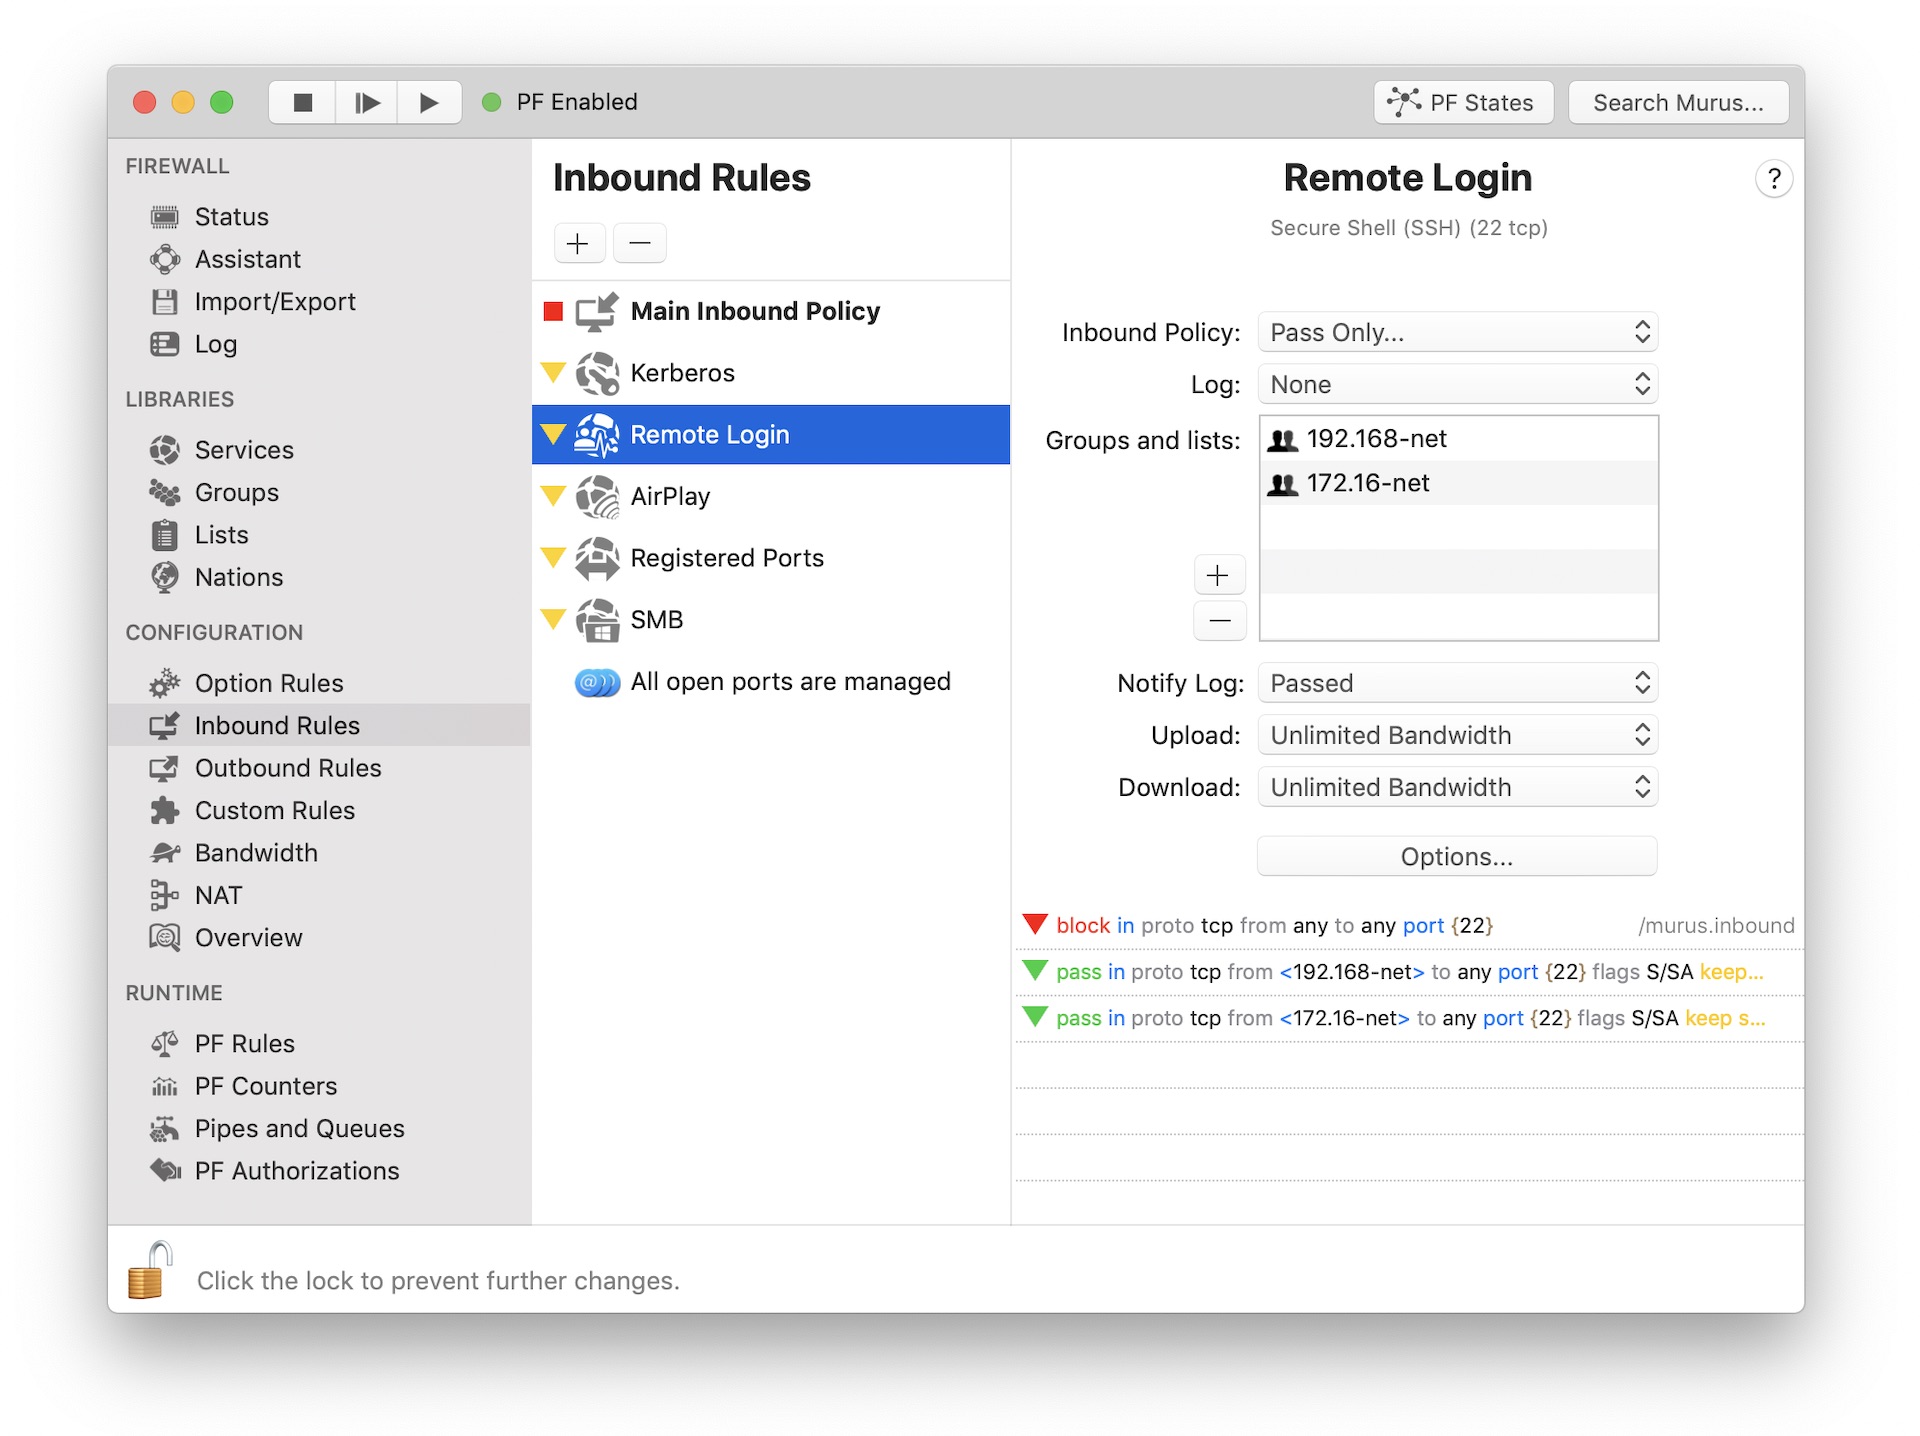 PF Enabled
PF States
Search Murus...
FIREWALL
Status
Assistant
Import/Export
Log
LIBRARIES
Services
Groups
Lists
Nations
CONFIGURATION
Option Rules
Inbound Rules
Outbound Rules
Custom Rules
Bandwidth
NAT
Overview
RUNTIME
PF Rules
PF Counters
Pipes and Queues
PF Authorizations
Inbound Rules
Main Inbound Policy
Kerberos
Remote Login
AirPlay
Registered Ports
SMB
All open ports are managed
Remote Login
?
Secure Shell (SSH) (22 tcp)
Inbound Policy: Pass Only...
Log: None
Groups and lists: 192.168-net
172.16-net
Notify Log: Passed
Upload: Unlimited Bandwidth
Download: Unlimited Bandwidth
Options...
block in proto tcp from any to any port {22} /murus.inbound
pass in proto tcp from <192.168-net> to any port {22} flags S/SA keep...
pass in proto tcp from <172.16-net> to any port {22} flags S/SA keep s...
Click the lock to prevent further changes.